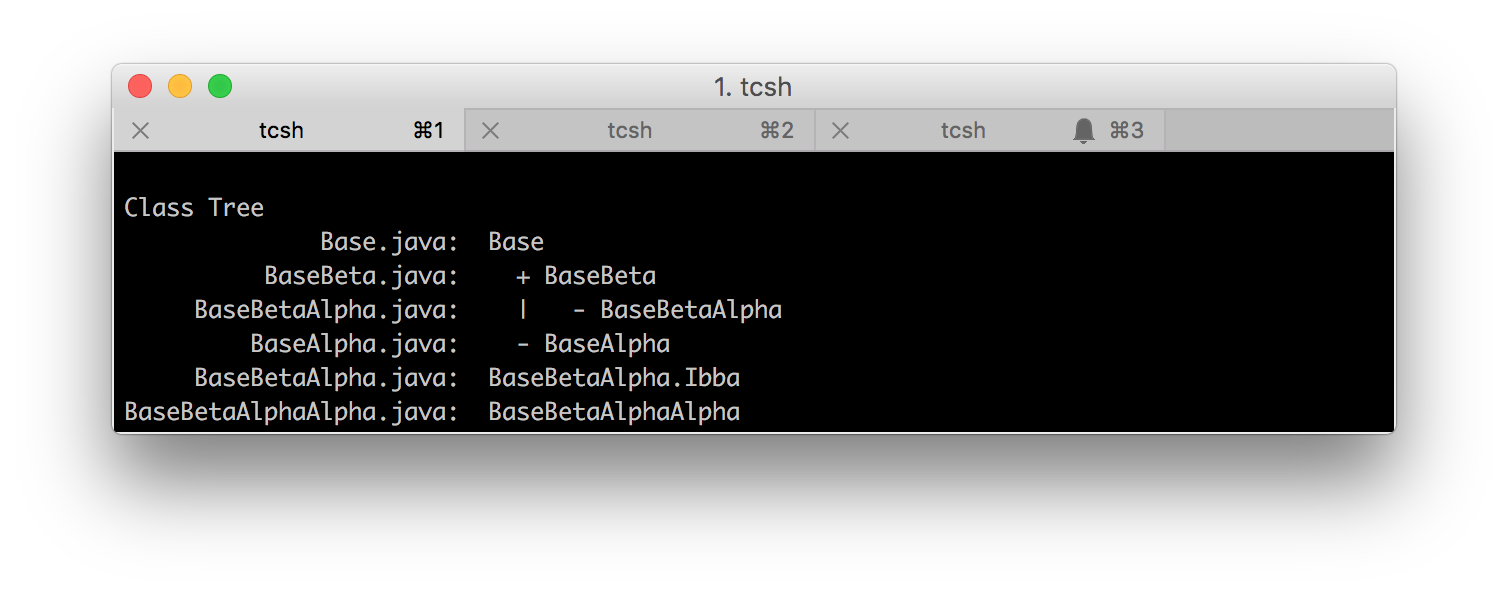 1. tcsh
tcsh ⌘1 tcsh ⌘2 tcsh ⌘3
Class Tree
              Base.java:  Base
          BaseBeta.java:    + BaseBeta
     BaseBetaAlpha.java:    |   - BaseBetaAlpha
         BaseAlpha.java:    - BaseAlpha
     BaseBetaAlpha.java:  BaseBetaAlpha.Ibba
BaseBetaAlphaAlpha.java:  BaseBetaAlphaAlpha